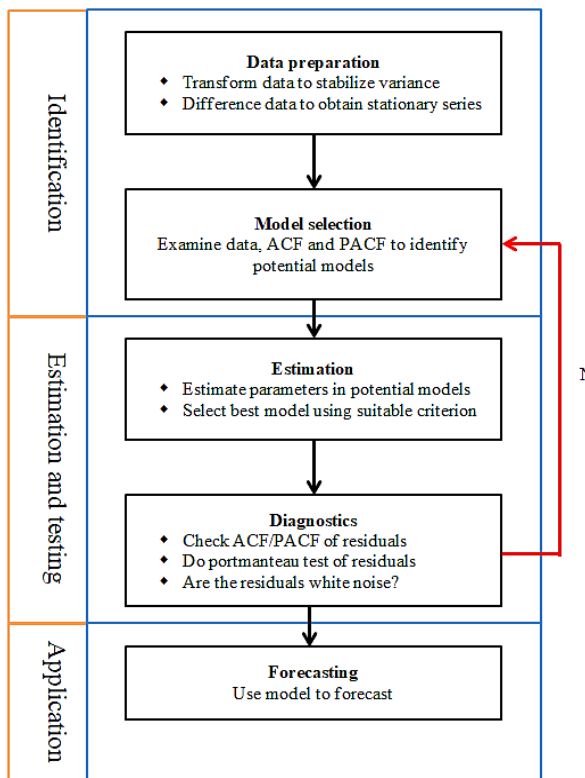 Identification
Data preparation
◆ Transform data to stabilize variance
◆ Difference data to obtain stationary series
Model selection
Examine data, ACF and PACF to identify
potential models
Estimation and testing
Estimation
◆ Estimate parameters in potential models
◆ Select best model using suitable criterion
N
Diagnostics
◆ Check ACF/PACF of residuals
◆ Do portmanteau test of residuals
◆ Are the residuals white noise?
Application
Forecasting
Use model to forecast